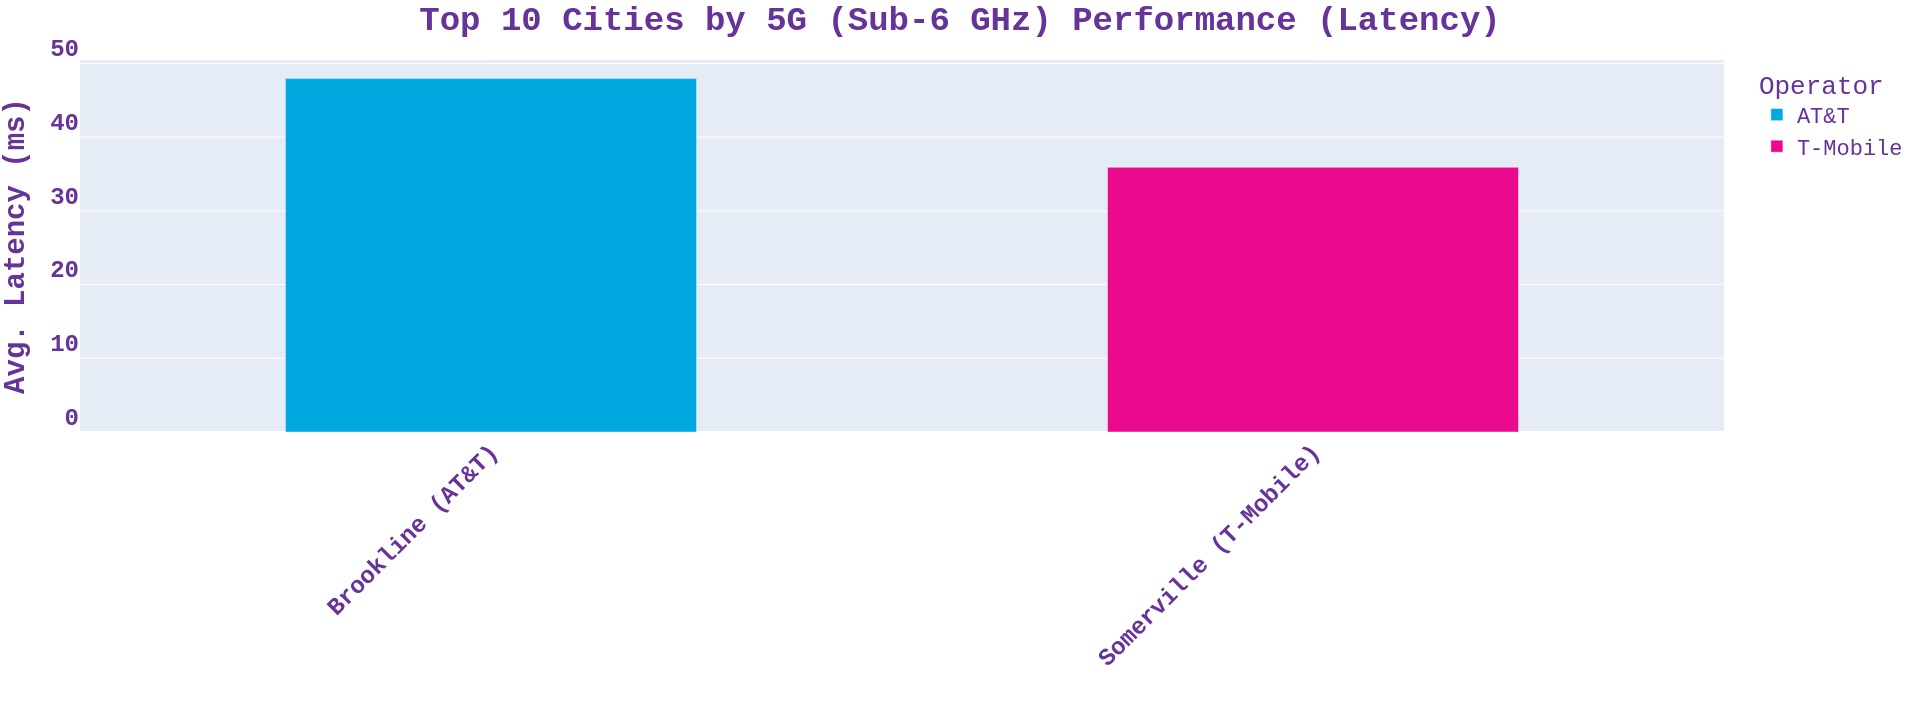 Top 10 Cities by 5G (Sub-6 GHz) Performance (Latency)
Avg. Latency (ms)
50
40
30
20
10
0
Brookline (AT&T)
Somerville (T-Mobile)
Operator
AT&T
T-Mobile